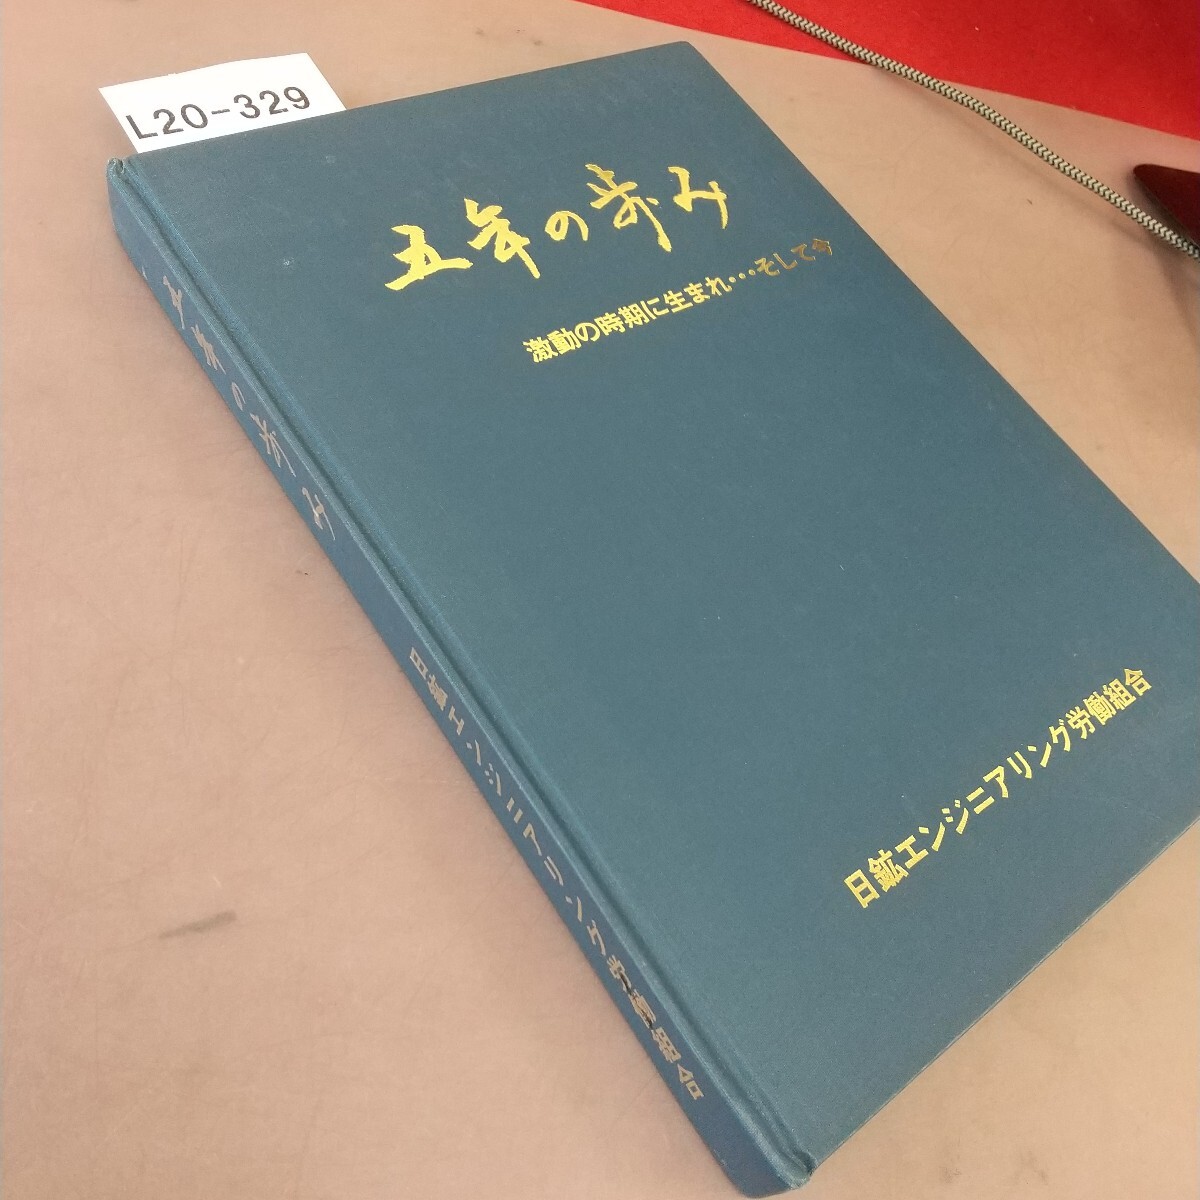 L20-329
五年の歩み
激動の時期に生まれ…そして今
日鉱エンジニアリング労働組合
五年の歩み
日鉱エンジニアリング労働組合